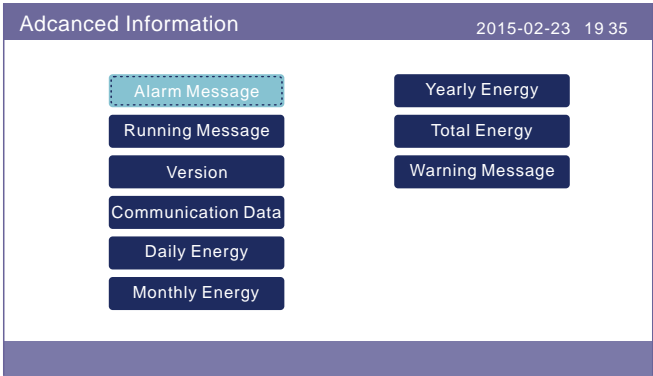 Adcanced Information
2015-02-23 19 35
Alarm Message
Running Message
Version
Communication Data
Daily Energy
Monthly Energy
Yearly Energy
Total Energy
Warning Message